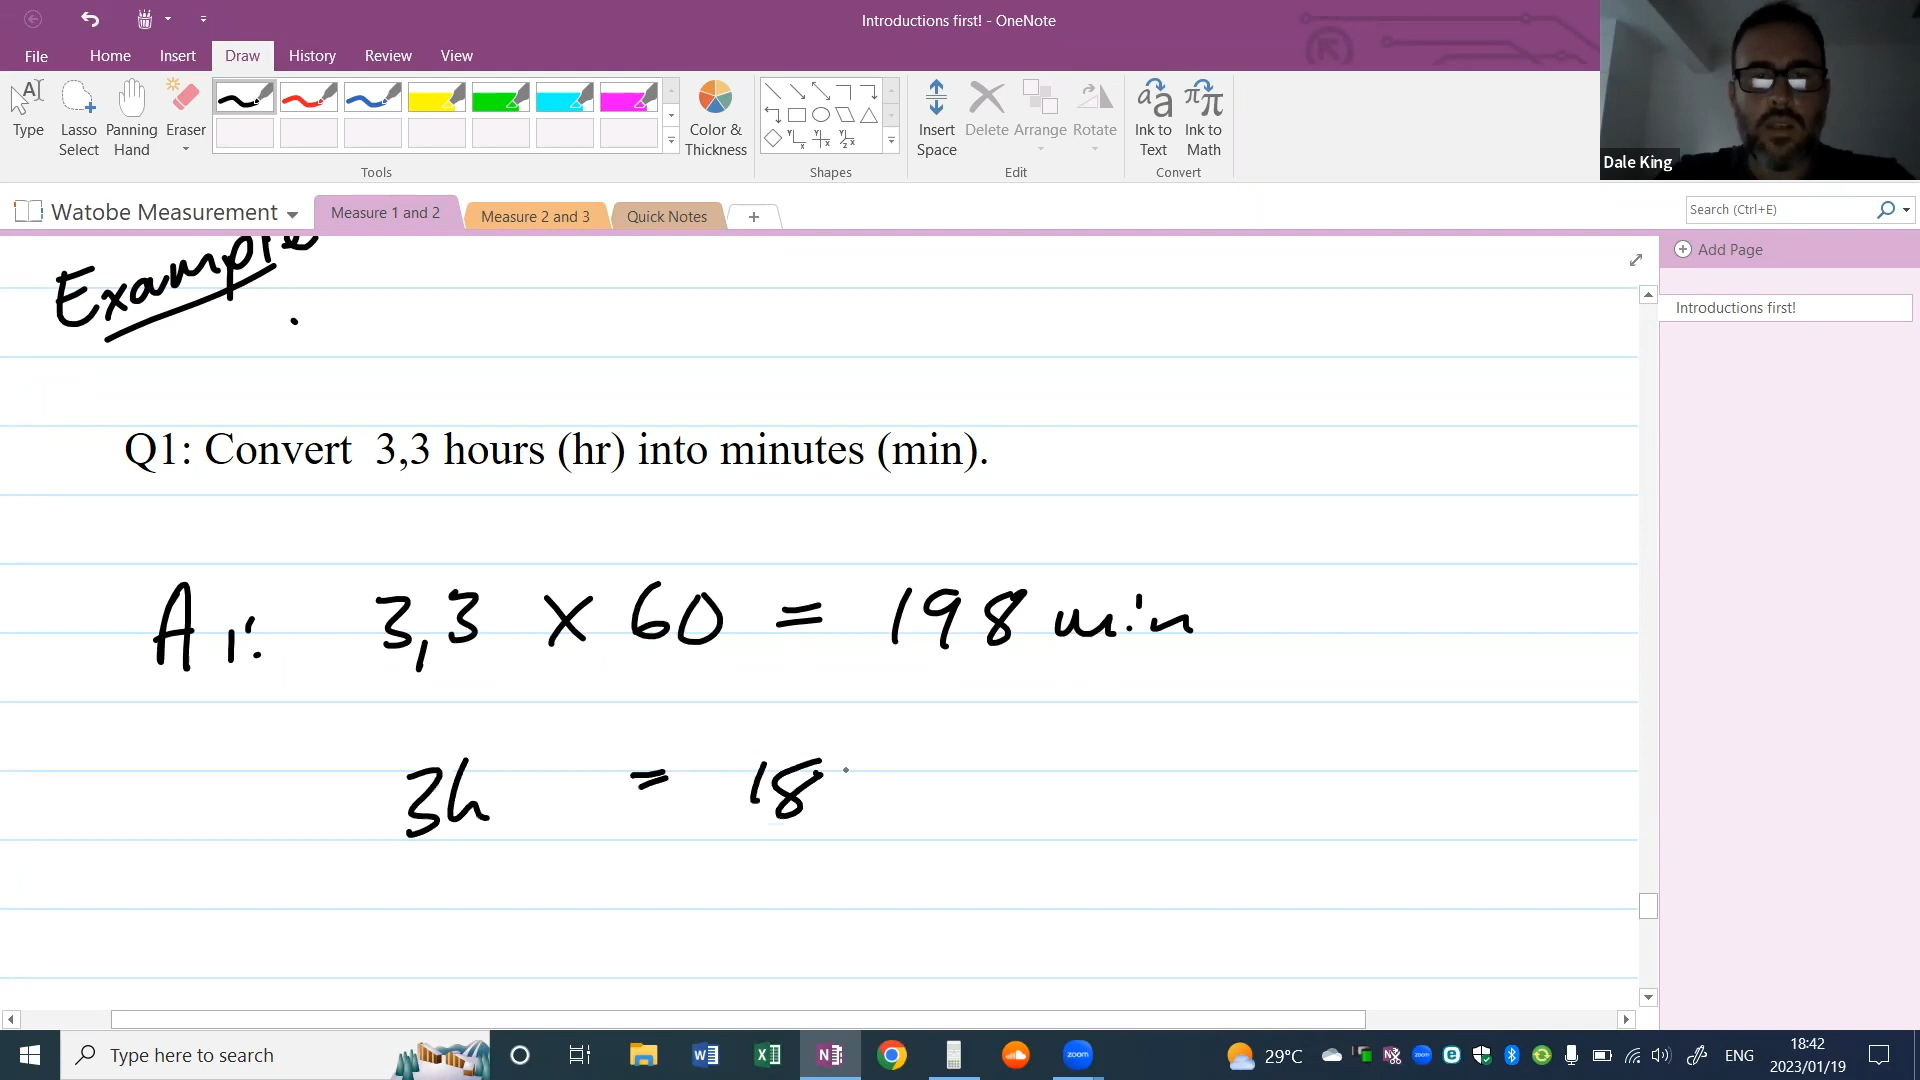 Introductions first! - OneNote
File Home Insert Draw History Review View
Type Lasso Select Panning Hand Eraser Color & Thickness Insert Space Delete Arrange Rotate Ink to Text Ink to Math
Tools Shapes Edit Convert
Dale King
Watobe Measurement Measure 1 and 2 Measure 2 and 3 Quick Notes + Search (Ctrl+E)
Add Page
Introductions first!
Example
Q1: Convert 3,3 hours (hr) into minutes (min).
A1: 3,3 x 60 = 198 min
3h = 18
Type here to search
zoom
29°C
ENG
18:42
2023/01/19